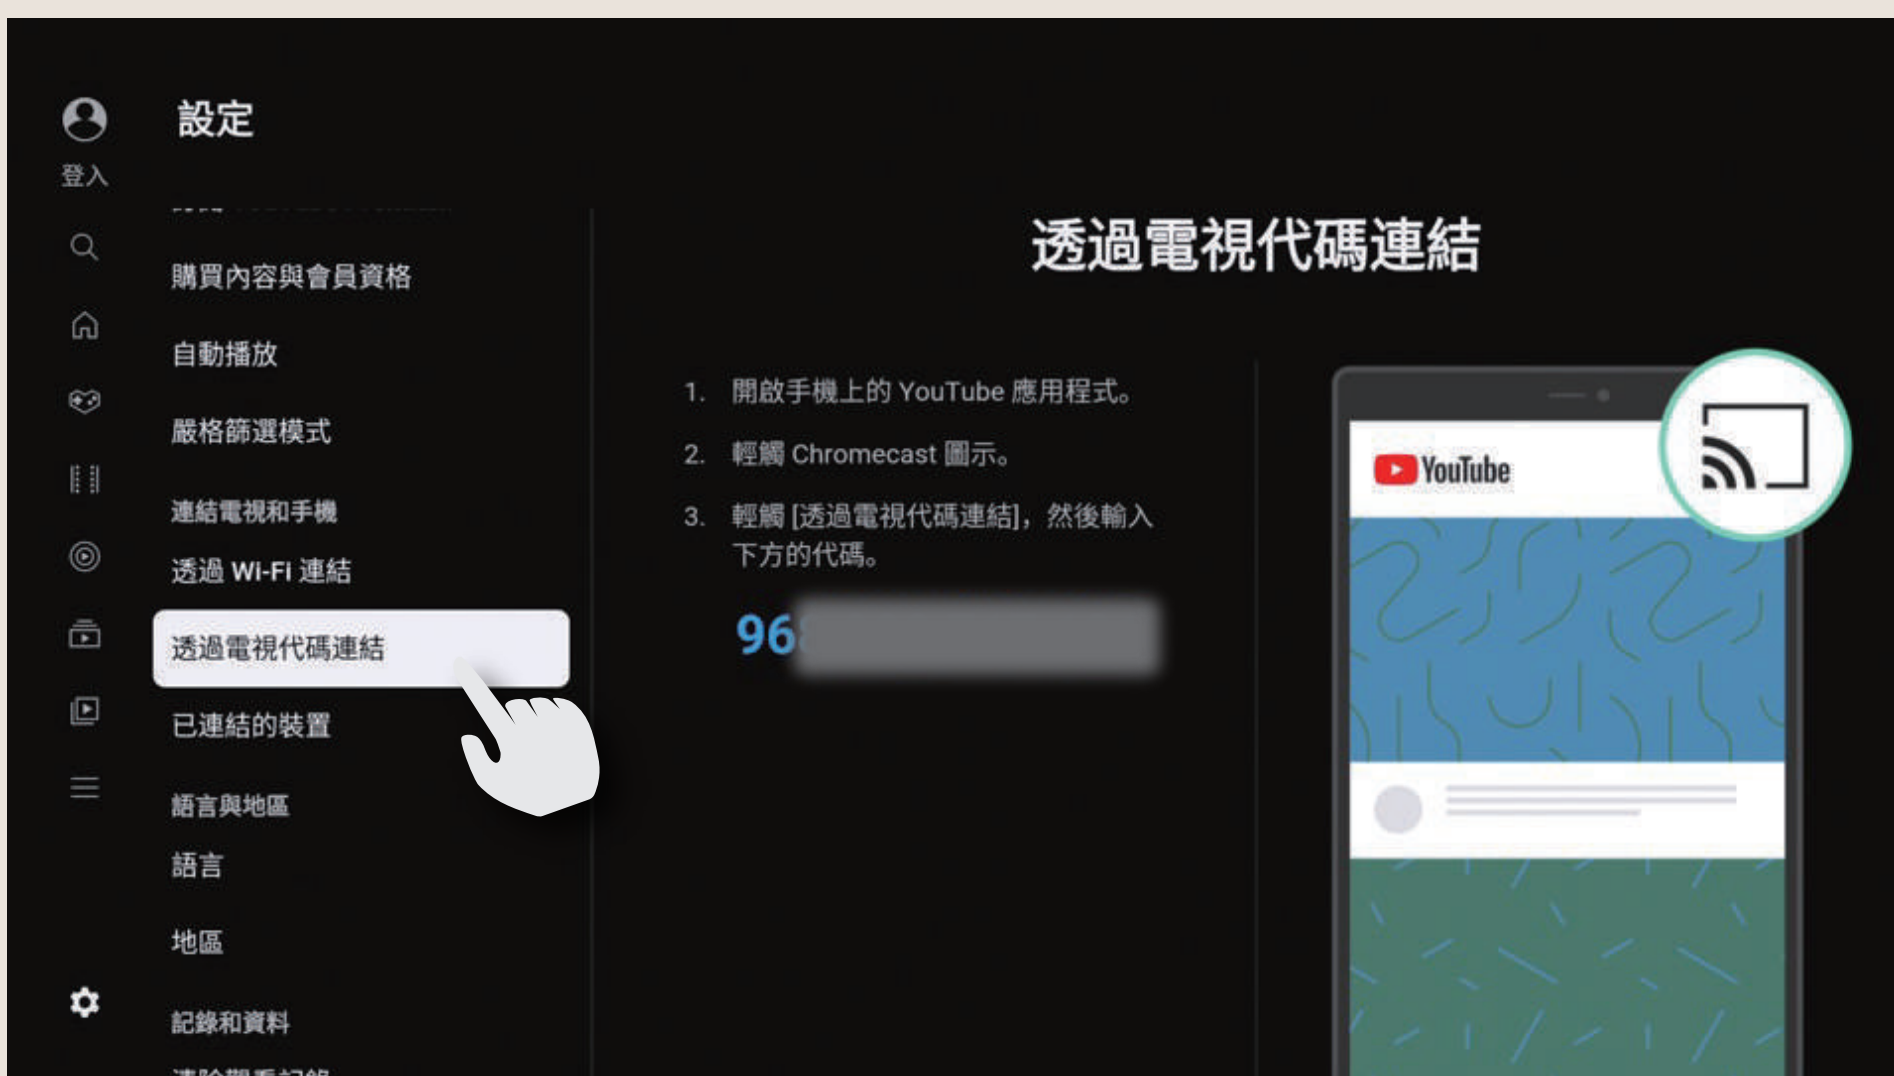 設定
登入
購買內容與會員資格
自動播放
嚴格篩選模式
連結電視和手機
透過 Wi-Fi 連結
透過電視代碼連結
已連結的裝置
語言與地區
語言
地區
記錄和資料
透過電視代碼連結
1. 開啟手機上的 YouTube 應用程式。
2. 輕觸 Chromecast 圖示。
3. 輕觸 [透過電視代碼連結]，然後輸入
下方的代碼。
96
YouTube